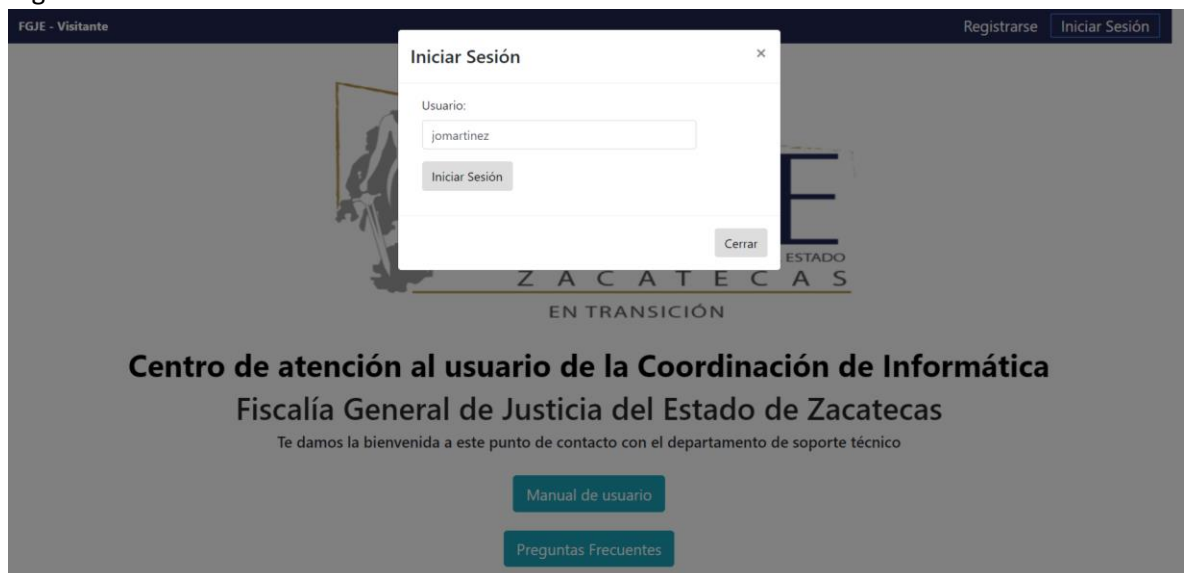 FGJE - Visitante
Registrarse
Iniciar Sesión
Iniciar Sesión
×
Usuario:
jomartinez
Iniciar Sesión
Cerrar
E
ESTADO
ZACATECAS
EN TRANSICIÓN
Centro de atención al usuario de la Coordinación de Informática
Fiscalía General de Justicia del Estado de Zacatecas
Te damos la bienvenida a este punto de contacto con el departamento de soporte técnico
Manual de usuario
Preguntas Frecuentes